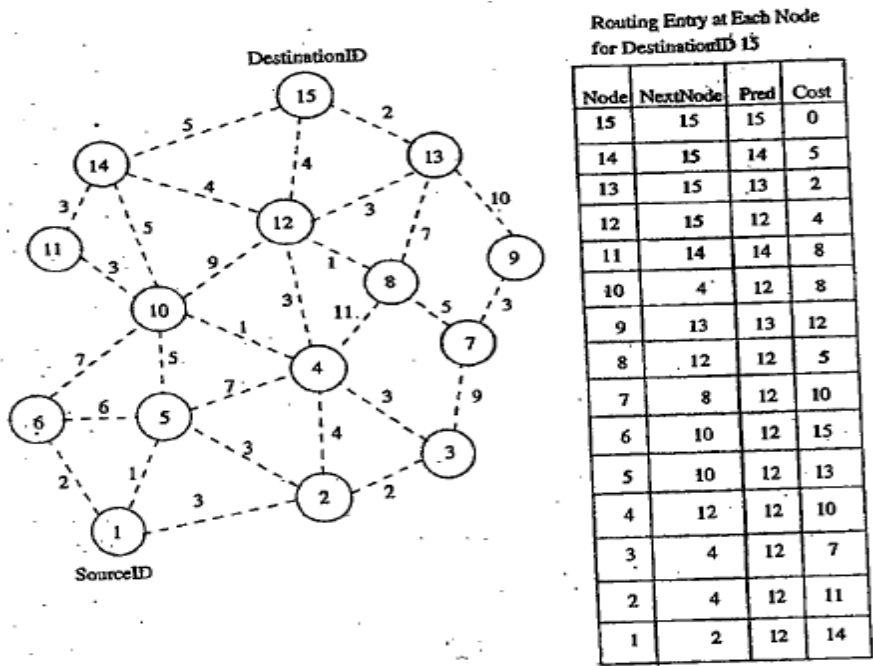 Routing Entry at Each Node
for DestinationID 15
DestinationID
15
5
2
14
13
4
4
3
10
12
3
5
11
7
9
1
9
3
8
3
11
5
3
10
1
7
4
7
5
7
3
9
6
6
5
3
4
3
2
1
2
2
3
1
SourceID
Node NextNode Pred Cost
15 15 15 0
14 15 14 5
13 15 13 2
12 15 12 4
11 14 14 8
10 4 12 8
9 13 13 12
8 12 12 5
7 8 12 10
6 10 12 15
5 10 12 13
4 12 12 10
3 4 12 7
2 4 12 11
1 2 12 14